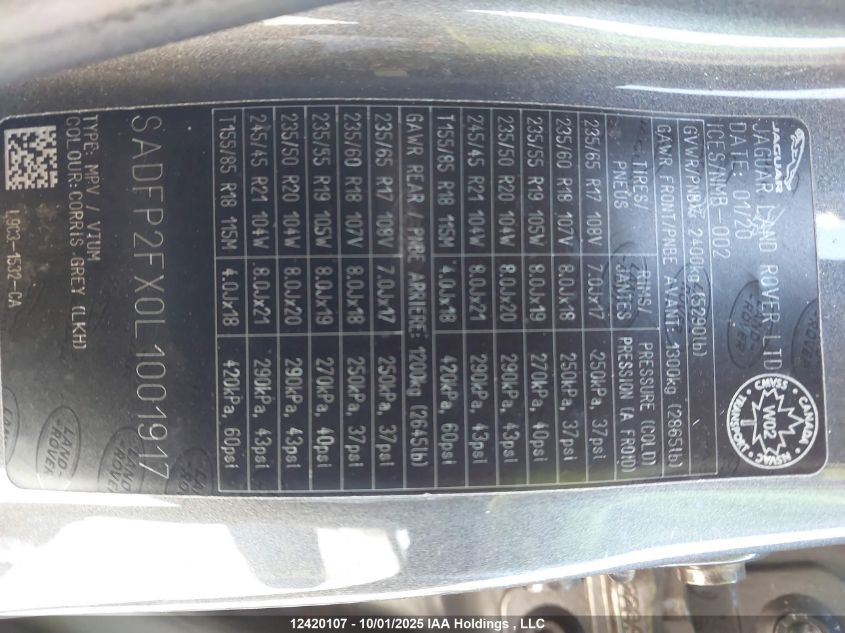 JAGUAR
JAGUAR LAND ROVER LTD
DATE 01/20
ICES/NMB-002
GVWR/PNBV 2400kg (5290lb)
GAWR FRONT/PNBE AVANT 1300kg (2865lb)
TIRES/ RIMS/ PRESSURE (COLD)
PNEUS JANTES PRESSION (A FROID)
235/65 R17 108V 7.0Jx17 250kPa, 37psi
235/60 R18 107V 8.0Jx18 250kPa, 37psi
235/55 R19 105W 8.0Jx19 270kPa, 40psi
235/50 R20 104W 8.0Jx20 290kPa, 43psi
245/45 R21 104W 8.0Jx21 290kPa, 43psi
T155/85 R18 115M 4.0Jx18 420kPa, 60psi
GAWR REAR / PNBE ARRIERE: 1200kg (2645lb)
235/65 R17 108V 7.0Jx17 250kPa, 37psi
235/60 R18 107V 8.0Jx18 250kPa, 37psi
235/55 R19 105W 8.0Jx19 270kPa, 40psi
235/50 R20 104W 8.0Jx20 290kPa, 43psi
245/45 R21 104W 8.0Jx21 290kPa, 43psi
T155/85 R18 115M 4.0Jx18 420kPa, 60psi
SADFP2FX0L1001917
TYPE: MPV / VTUM
COLOUR:CORRIS GREY (LKH)
L9C3-1532-CA
CANADA
CMVSS
TRANSPORT
NSVAC
W02
LAND-
ROVER
12420107 - 10/01/2025 IAA Holdings , LLC